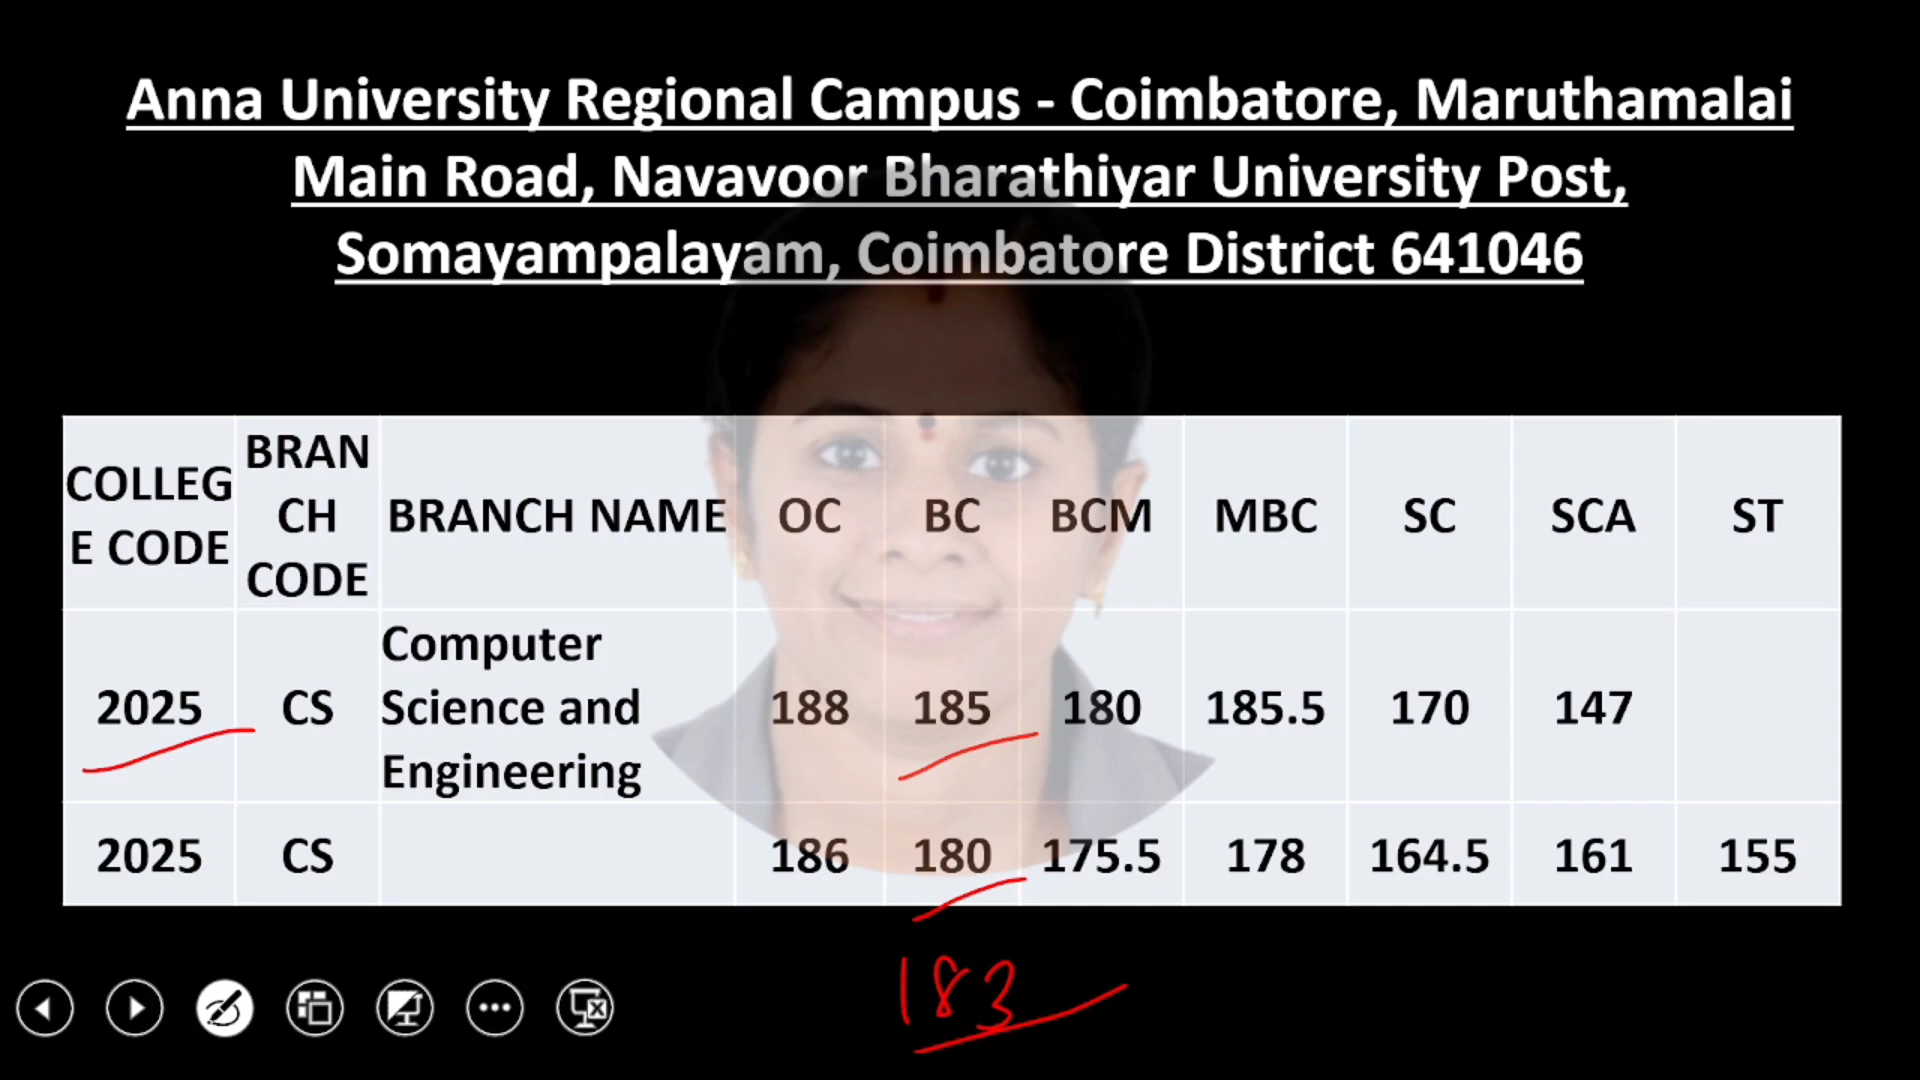 Anna University Regional Campus - Coimbatore, Maruthamalai
Main Road, Navavoor Bharathiyar University Post,
Somayampalayam, Coimbatore District 641046
COLLEG
E CODE
BRAN
CH
CODE
BRANCH NAME
OC
BC
BCM
MBC
SC
SCA
ST
2025
CS
Computer
Science and
Engineering
188
185
180
185.5
170
147
2025
CS
186
180
175.5
178
164.5
161
155
183